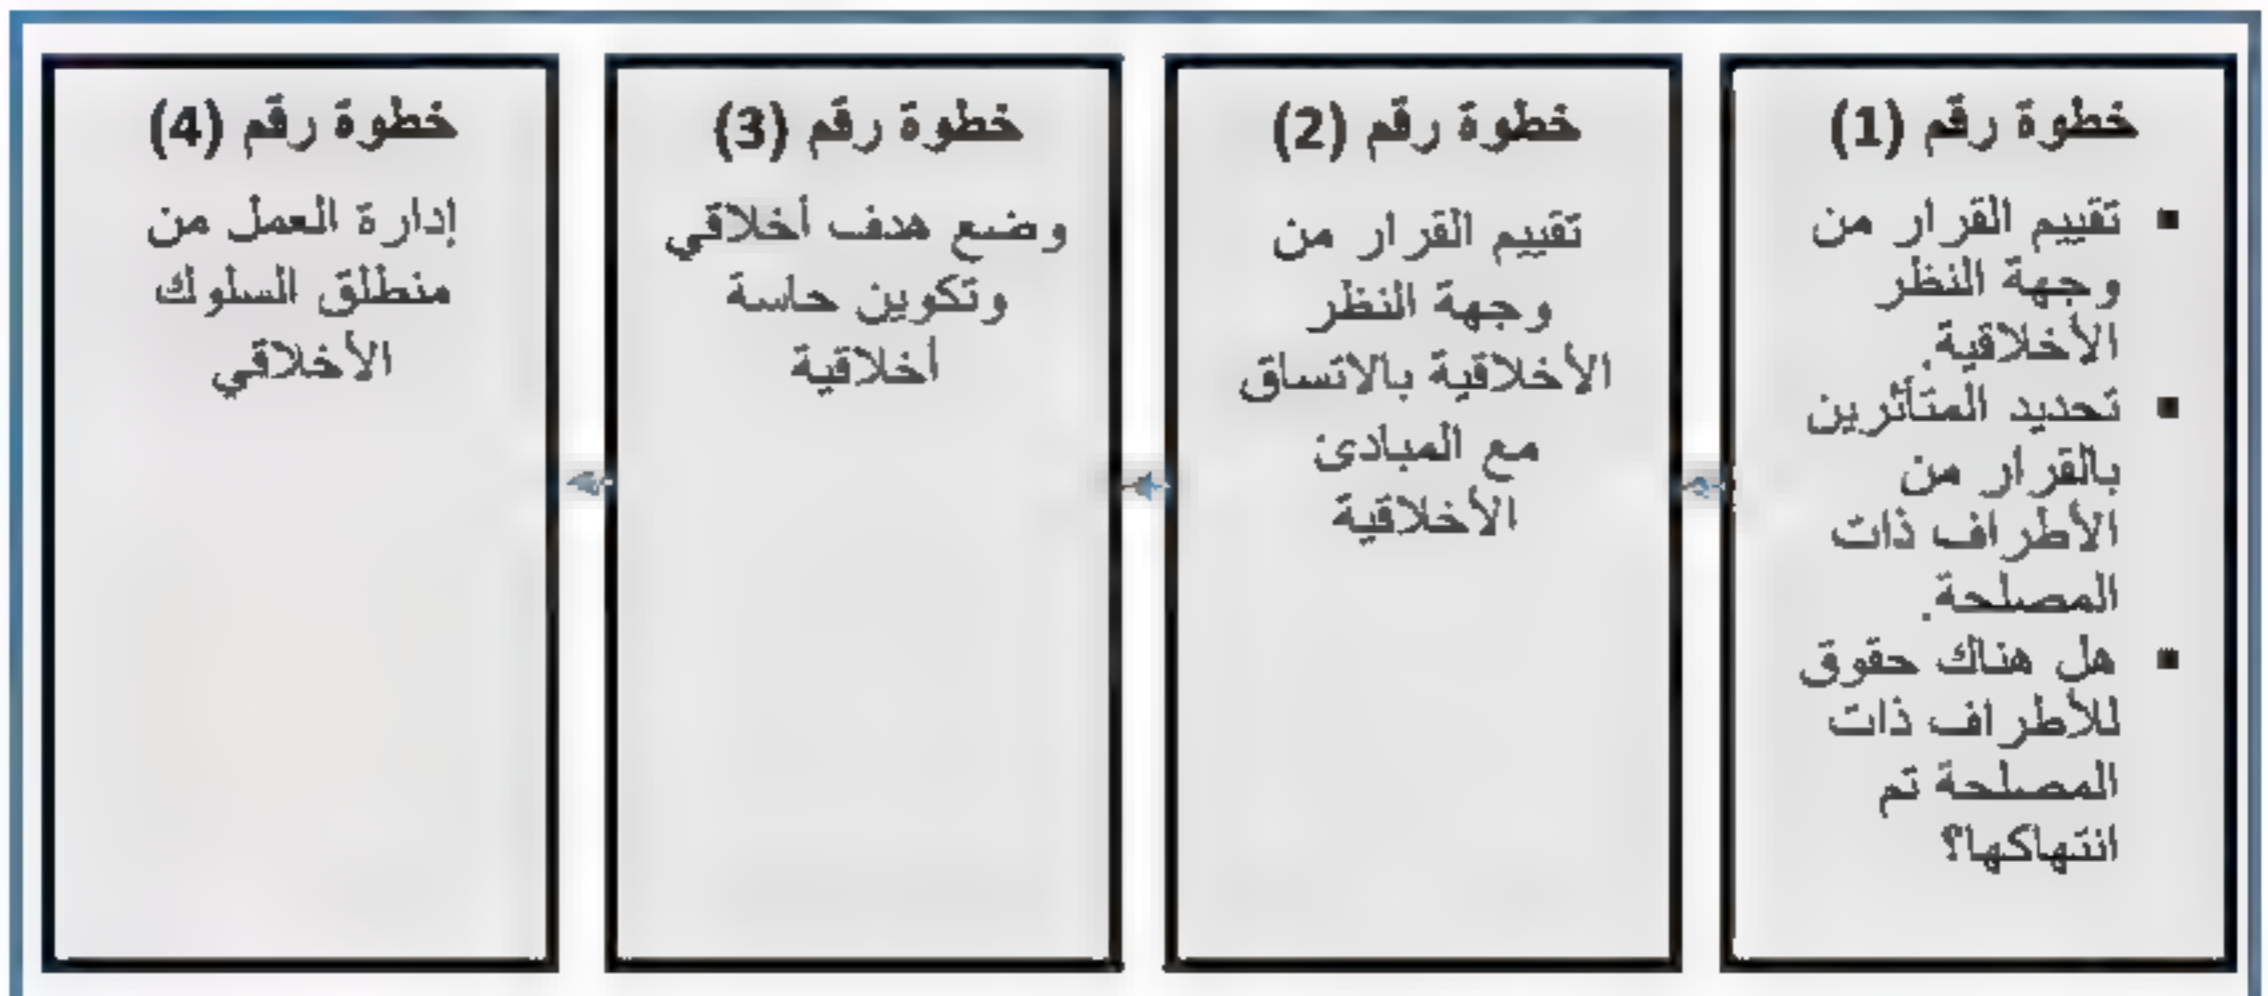 خطوة رقم (1)
▪ تقييم القرار من
وجهة النظر
الأخلاقية.
▪ تحديد المتأثرين
بالقرار من
الأطراف ذات
المصلحة.
▪ هل هناك حقوق
للأطراف ذات
المصلحة تم
انتهاكها؟
خطوة رقم (2)
تقييم القرار من
وجهة النظر
الأخلاقية بالاتساق
مع المبادئ
الأخلاقية
خطوة رقم (3)
وضع هدف أخلاقي
وتكوين حاسة
أخلاقية
خطوة رقم (4)
إدارة العمل من
منطلق السلوك
الأخلاقي